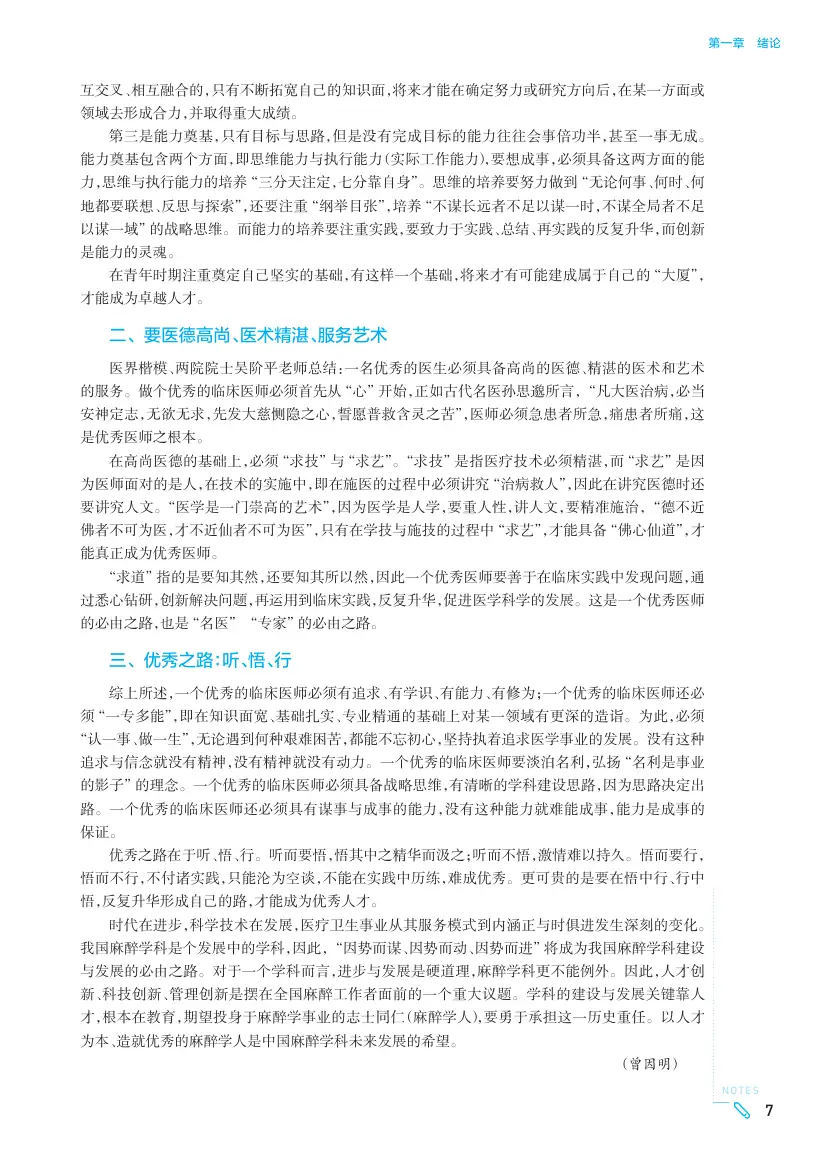 第一章 绪论
互交叉、相互融合的,只有不断拓宽自己的知识面,将来才能在确定努力或研究方向后,在某一方面或
领域去形成合力,并取得重大成绩。
第三是能力奠基,只有目标与思路,但是没有完成目标的能力往往会事倍功半,甚至一事无成。
能力奠基包含两个方面,即思维能力与执行能力(实际工作能力),要想成事,必须具备这两方面的能
力,思维与执行能力的培养“三分天注定,七分靠自身”。思维的培养要努力做到“无论何事、何时、何
地都要联想、反思与探索”,还要注重“纲举目张”,培养“不谋长远者不足以谋一时,不谋全局者不足
以谋一域”的战略思维。而能力的培养要注重实践,要致力于实践、总结、再实践的反复升华,而创新
是能力的灵魂。
在青年时期注重奠定自己坚实的基础,有这样一个基础,将来才有可能建成属于自己的“大厦”,
才能成为卓越人才。
二、要医德高尚、医术精湛、服务艺术
医界楷模、两院院士吴阶平老师总结:一名优秀的医生必须具备高尚的医德、精湛的医术和艺术
的服务。做个优秀的临床医师必须首先从“心”开始,正如古代名医孙思邈所言,“凡大医治病,必当
安神定志,无欲无求,先发大慈恻隐之心,誓愿普救含灵之苦”,医师必须急患者所急,痛患者所痛,这
是优秀医师之根本。
在高尚医德的基础上,必须“求技”与“求艺”。“求技”是指医疗技术必须精湛,而“求艺”是因
为医师面对的是人,在技术的实施中,即在施医的过程中必须讲究“治病救人”,因此在讲究医德时还
要讲究人文。“医学是一门崇高的艺术”,因为医学是人学,要重人性,讲人文,要精准施治,“德不近
佛者不可为医,才不近仙者不可为医”,只有在学技与施技的过程中“求艺”,才能具备“佛心仙道”,才
能真正成为优秀医师。
“求道”指的是要知其然,还要知其所以然,因此一个优秀医师要善于在临床实践中发现问题,通
过悉心钻研,创新解决问题,再运用到临床实践,反复升华,促进医学科学的发展。这是一个优秀医师
的必由之路,也是“名医”“专家”的必由之路。
三、优秀之路:听、悟、行
综上所述,一个优秀的临床医师必须有追求、有学识、有能力、有修为;一个优秀的临床医师还必
须“一专多能”,即在知识面宽、基础扎实、专业精通的基础上对某一领域有更深的造诣。为此,必须
“认一事、做一生”,无论遇到何种艰难困苦,都能不忘初心,坚持执着追求医学事业的发展。没有这种
追求与信念就没有精神,没有精神就没有动力。一个优秀的临床医师要淡泊名利,弘扬“名利是事业
的影子”的理念。一个优秀的临床医师必须具备战略思维,有清晰的学科建设思路,因为思路决定出
路。一个优秀的临床医师还必须具有谋事与成事的能力,没有这种能力就难能成事,能力是成事的
保证。
优秀之路在于听、悟、行。听而要悟,悟其中之精华而汲之;听而不悟,激情难以持久。悟而要行,
悟而不行,不付诸实践,只能沦为空谈,不能在实践中历练,难成优秀。更可贵的是要在悟中行、行中
悟,反复升华形成自己的路,才能成为优秀人才。
时代在进步,科学技术在发展,医疗卫生事业从其服务模式到内涵正与时俱进发生深刻的变化。
我国麻醉学科是个发展中的学科,因此,“因势而谋、因势而动、因势而进”将成为我国麻醉学科建设
与发展的必由之路。对于一个学科而言,进步与发展是硬道理,麻醉学科更不能例外。因此,人才创
新、科技创新、管理创新是摆在全国麻醉工作者面前的一个重大议题。学科的建设与发展关键靠人
才,根本在教育,期望投身于麻醉学事业的志士同仁(麻醉学人),要勇于承担这一历史重任。以人才
为本、造就优秀的麻醉学人是中国麻醉学科未来发展的希望。
(曾因明)
NOTES
7